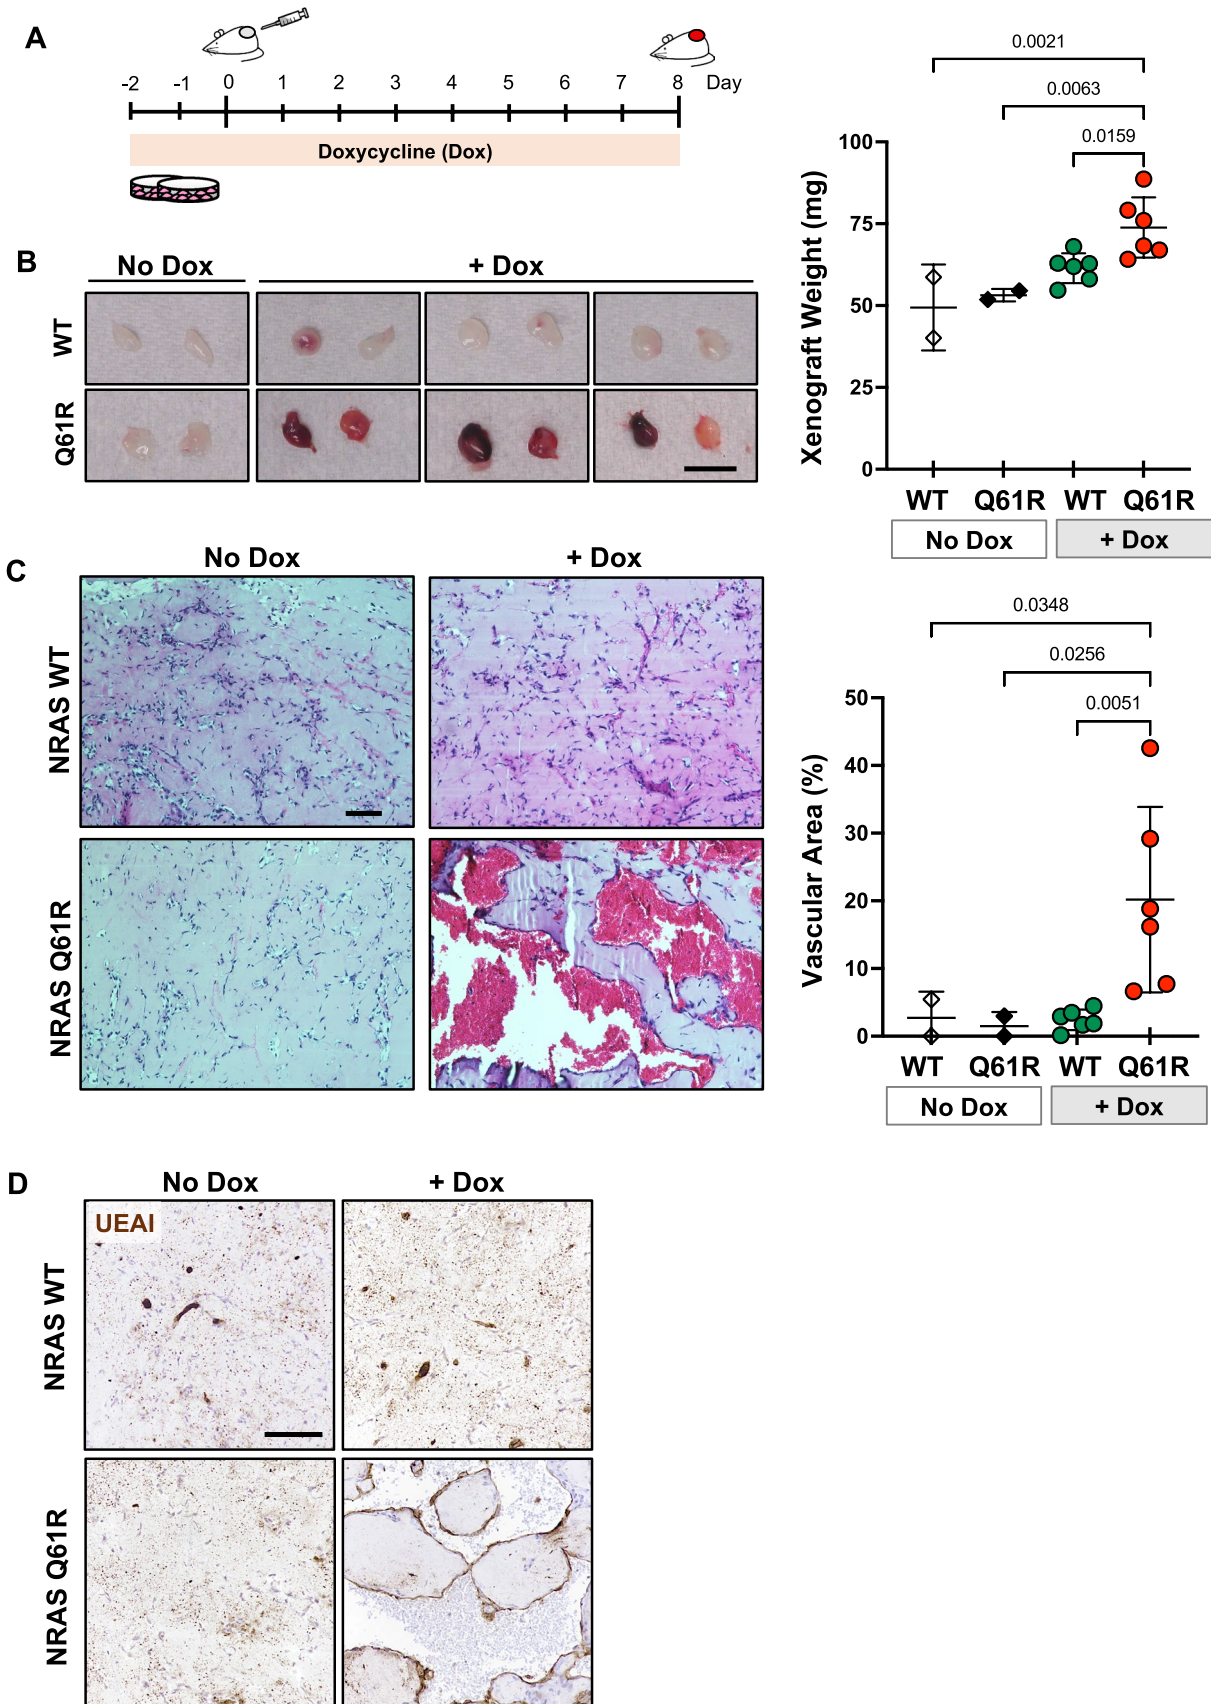 A
-2 -1 0 1 2 3 4 5 6 7 8 Day
Doxycycline (Dox)
B
No Dox + Dox
WT
Q61R
0.0021
0.0063
0.0159
Xenograft Weight (mg)
100
75
50
25
0
WT Q61R WT Q61R
No Dox + Dox
C
No Dox + Dox
NRAS WT
NRAS Q61R
0.0348
0.0256
0.0051
Vascular Area (%)
50
40
30
20
10
0
WT Q61R WT Q61R
No Dox + Dox
D
No Dox + Dox
UEAI
NRAS WT
NRAS Q61R